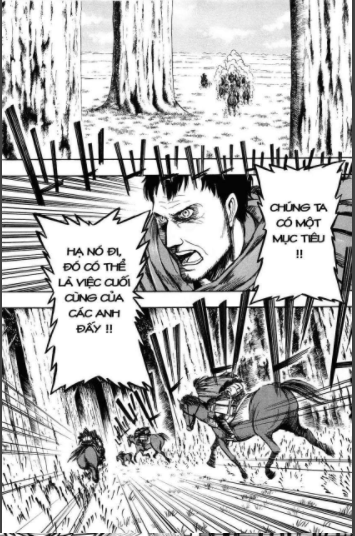 CHÚNG TA
CÓ MỘT
MỤC TIÊU
!!
HẠ NÓ ĐI,
ĐÓ CÓ THỂ
LÀ VIỆC CUỐI
CÙNG CỦA
CÁC ANH
ĐẤY !!